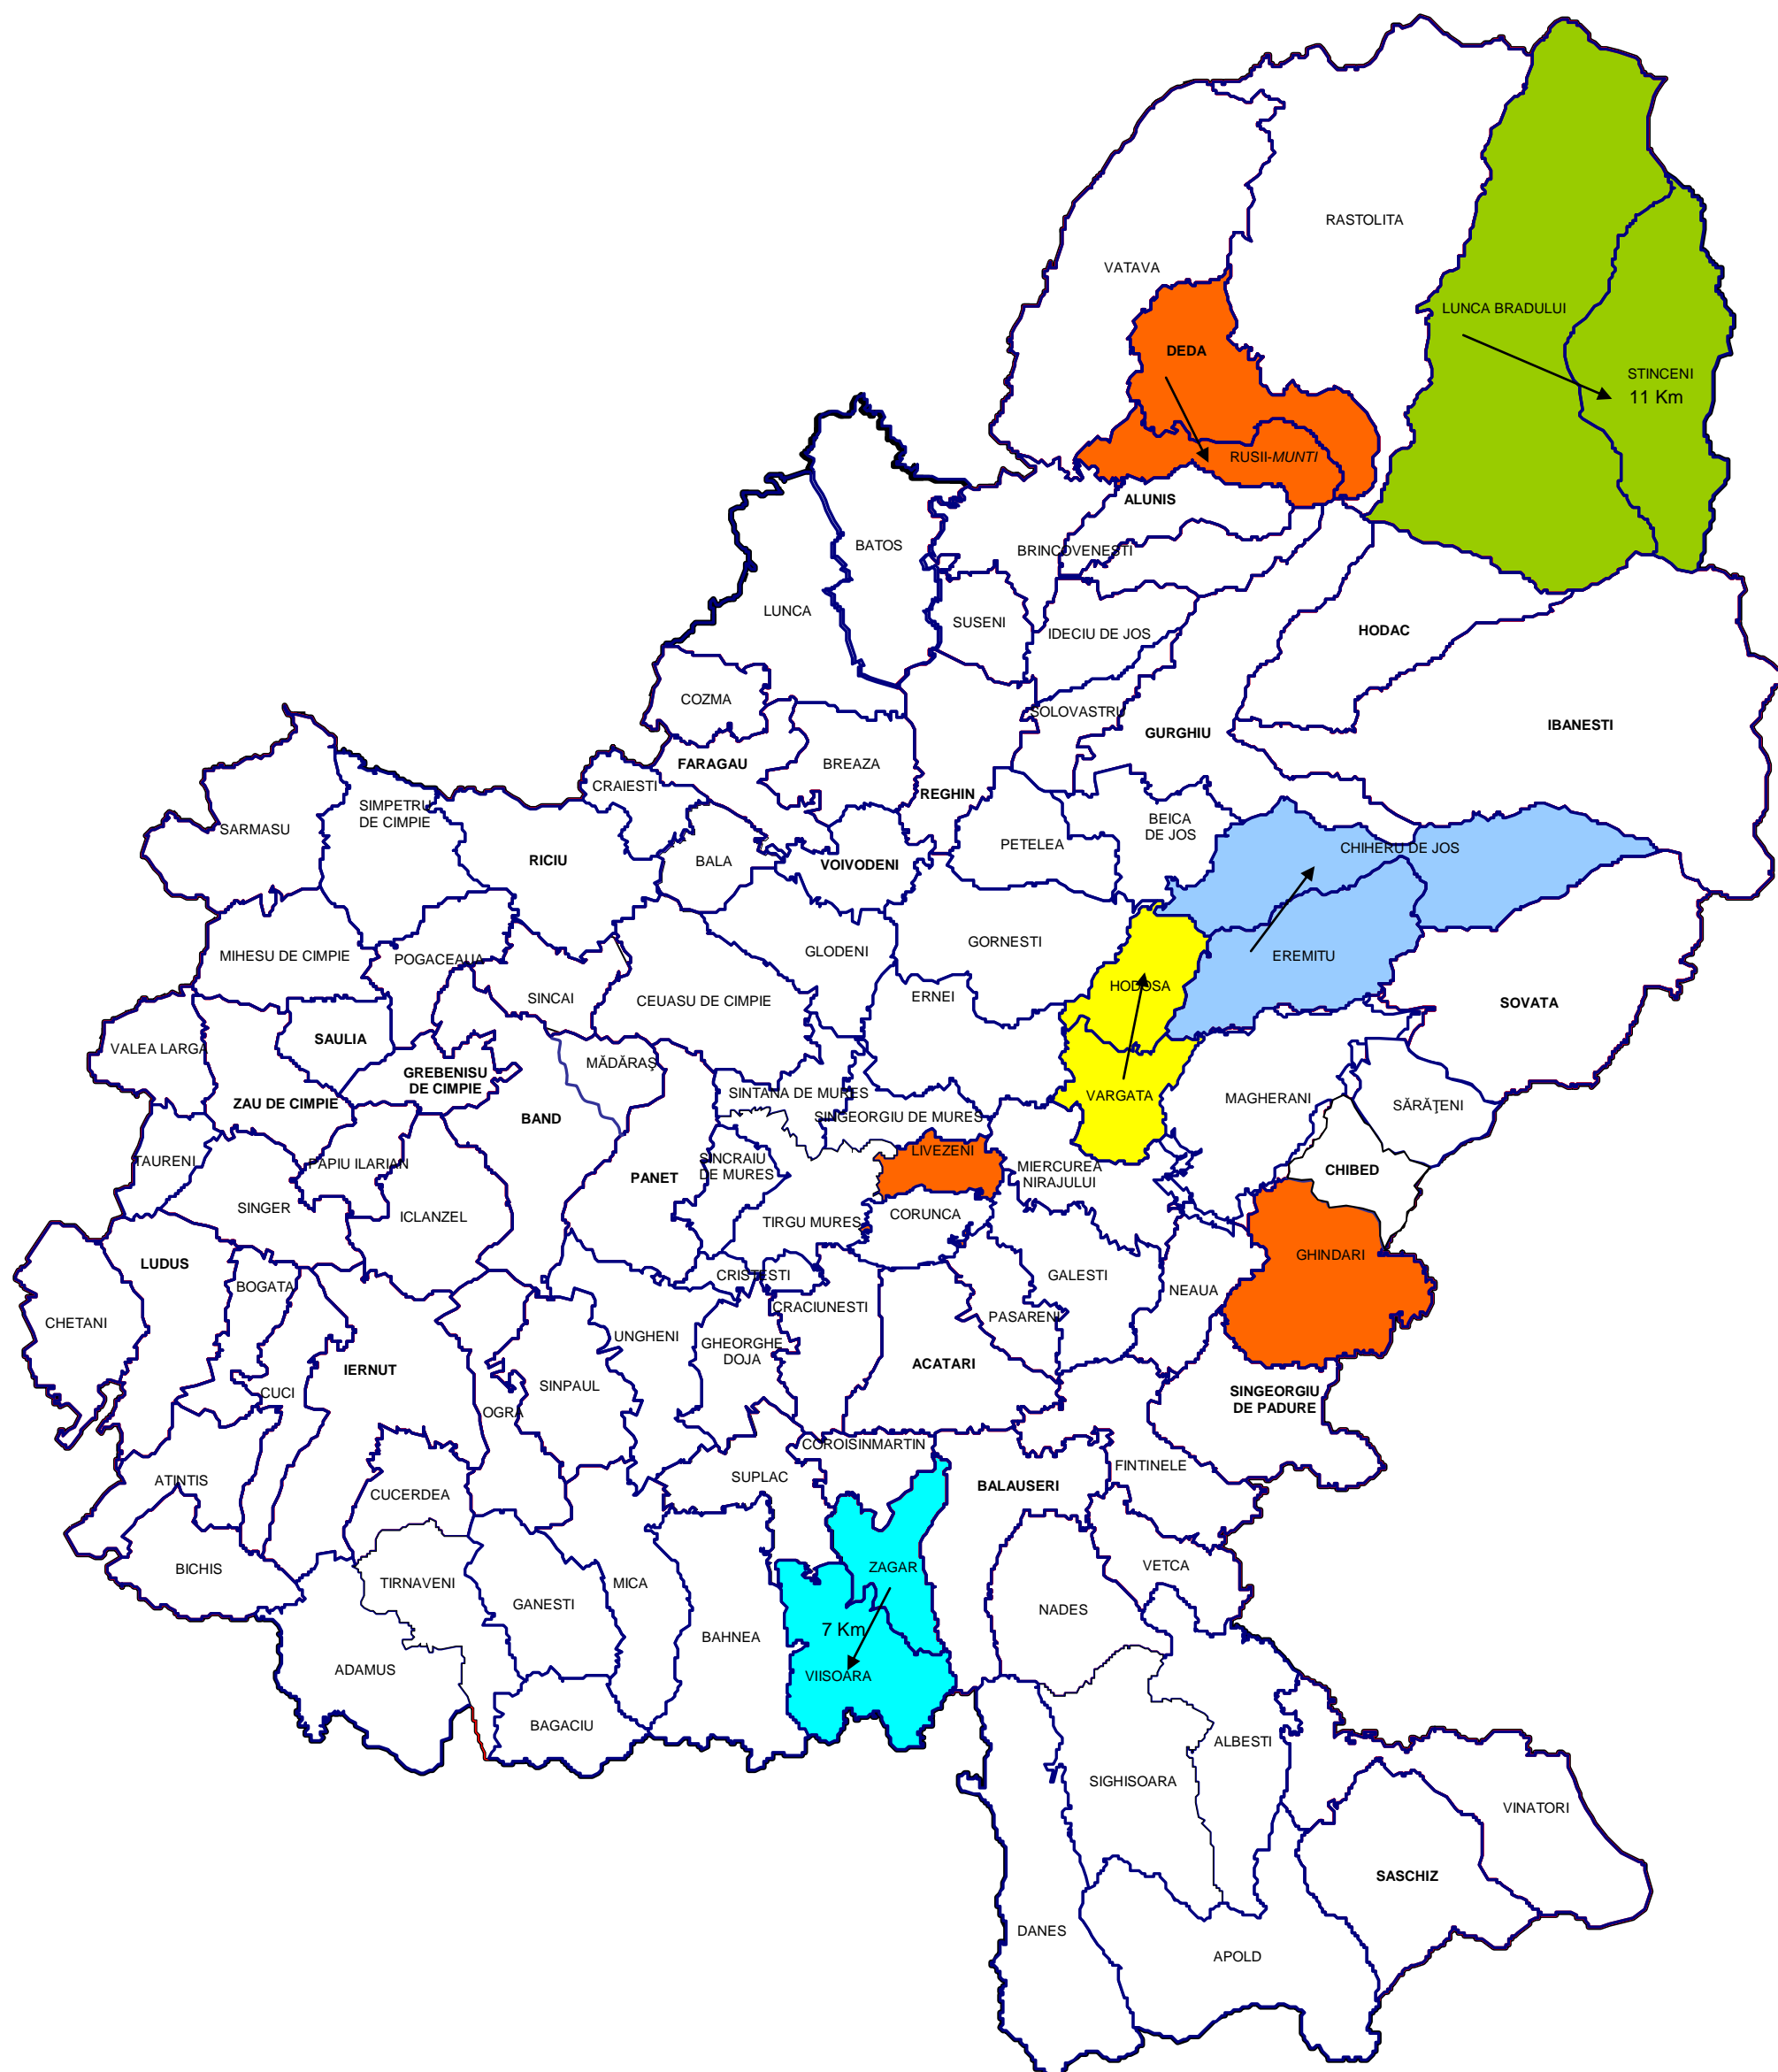 RASTOLITA
VATAVA
LUNCA BRADULUI
DEDA
STINCENI
11 Km
RUSII-MUNTI
ALUNIS
BATOS
BRINCOVENESTI
LUNCA
SUSENI
IDECIU DE JOS
HODAC
COZMA
SOLOVASTRU
GURGHIU
IBANESTI
FARAGAU
BREAZA
CRAIESTI
REGHIN
SIMPETRU
DE CIMPIE
SARMASU
BEICA
DE JOS
PETELEA
CHIHERU DE JOS
RICIU
BALA
VOIVODENI
GORNESTI
GLODENI
MIHESU DE CIMPIE
POGACEAUA
EREMITU
HODOSA
SINCAI
CEUASU DE CIMPIE
ERNEI
SOVATA
SAULIA
VALEA LARGA
MĂDĂRAŞ
GREBENISU
DE CIMPIE
SINTANA DE MURES
VARGATA
MAGHERANI
ZAU DE CIMPIE
SĂRĂŢENI
BAND
SINGEORGIU DE MURES
LIVEZENI
TAURENI
PAPIU ILARIAN
SINCRAIU
DE MURES
MIERCUREA
NIRAJULUI
CHIBED
PANET
SINGER
ICLANZEL
TIRGU MURES
CORUNCA
GHINDARI
LUDUS
BOGATA
CRISTESTI
GALESTI
NEAUA
CHETANI
CRACIUNESTI
PASARENI
UNGHENI
GHEORGHE
DOJA
IERNUT
ACATARI
SINPAUL
CUCI
OGRA
SINGEORGIU
DE PADURE
COROISINMARTIN
FINTINELE
ATINTIS
SUPLAC
BALAUSERI
CUCERDEA
BICHIS
ZAGAR
VETCA
TIRNAVENI
MICA
GANESTI
NADES
7 Km
BAHNEA
ADAMUS
VIISOARA
BAGACIU
ALBESTI
SIGHISOARA
VINATORI
SASCHIZ
DANES
APOLD